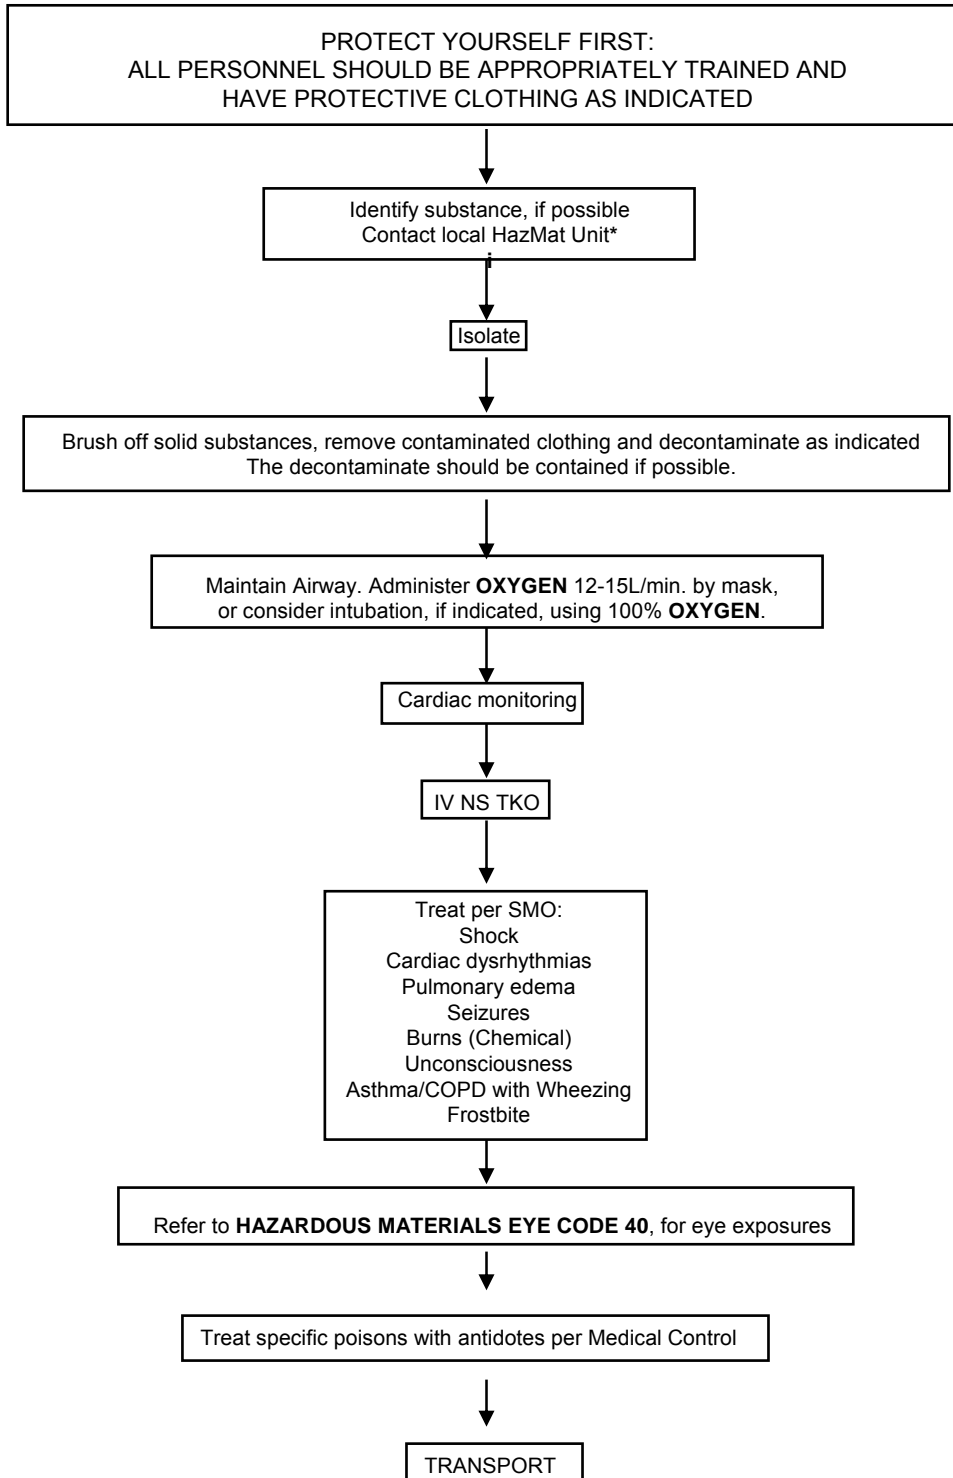 PROTECT YOURSELF FIRST:
ALL PERSONNEL SHOULD BE APPROPRIATELY TRAINED AND
HAVE PROTECTIVE CLOTHING AS INDICATED
Identify substance, if possible
Contact local HazMat Unit*
i
Isolate
Brush off solid substances, remove contaminated clothing and decontaminate as indicated
The decontaminate should be contained if possible.
Maintain Airway. Administer OXYGEN 12-15L/min. by mask,
or consider intubation, if indicated, using 100% OXYGEN.
Cardiac monitoring
IV NS TKO
Treat per SMO:
Shock
Cardiac dysrhythmias
Pulmonary edema
Seizures
Burns (Chemical)
Unconsciousness
Asthma/COPD with Wheezing
Frostbite
Refer to HAZARDOUS MATERIALS EYE CODE 40, for eye exposures
Treat specific poisons with antidotes per Medical Control
TRANSPORT